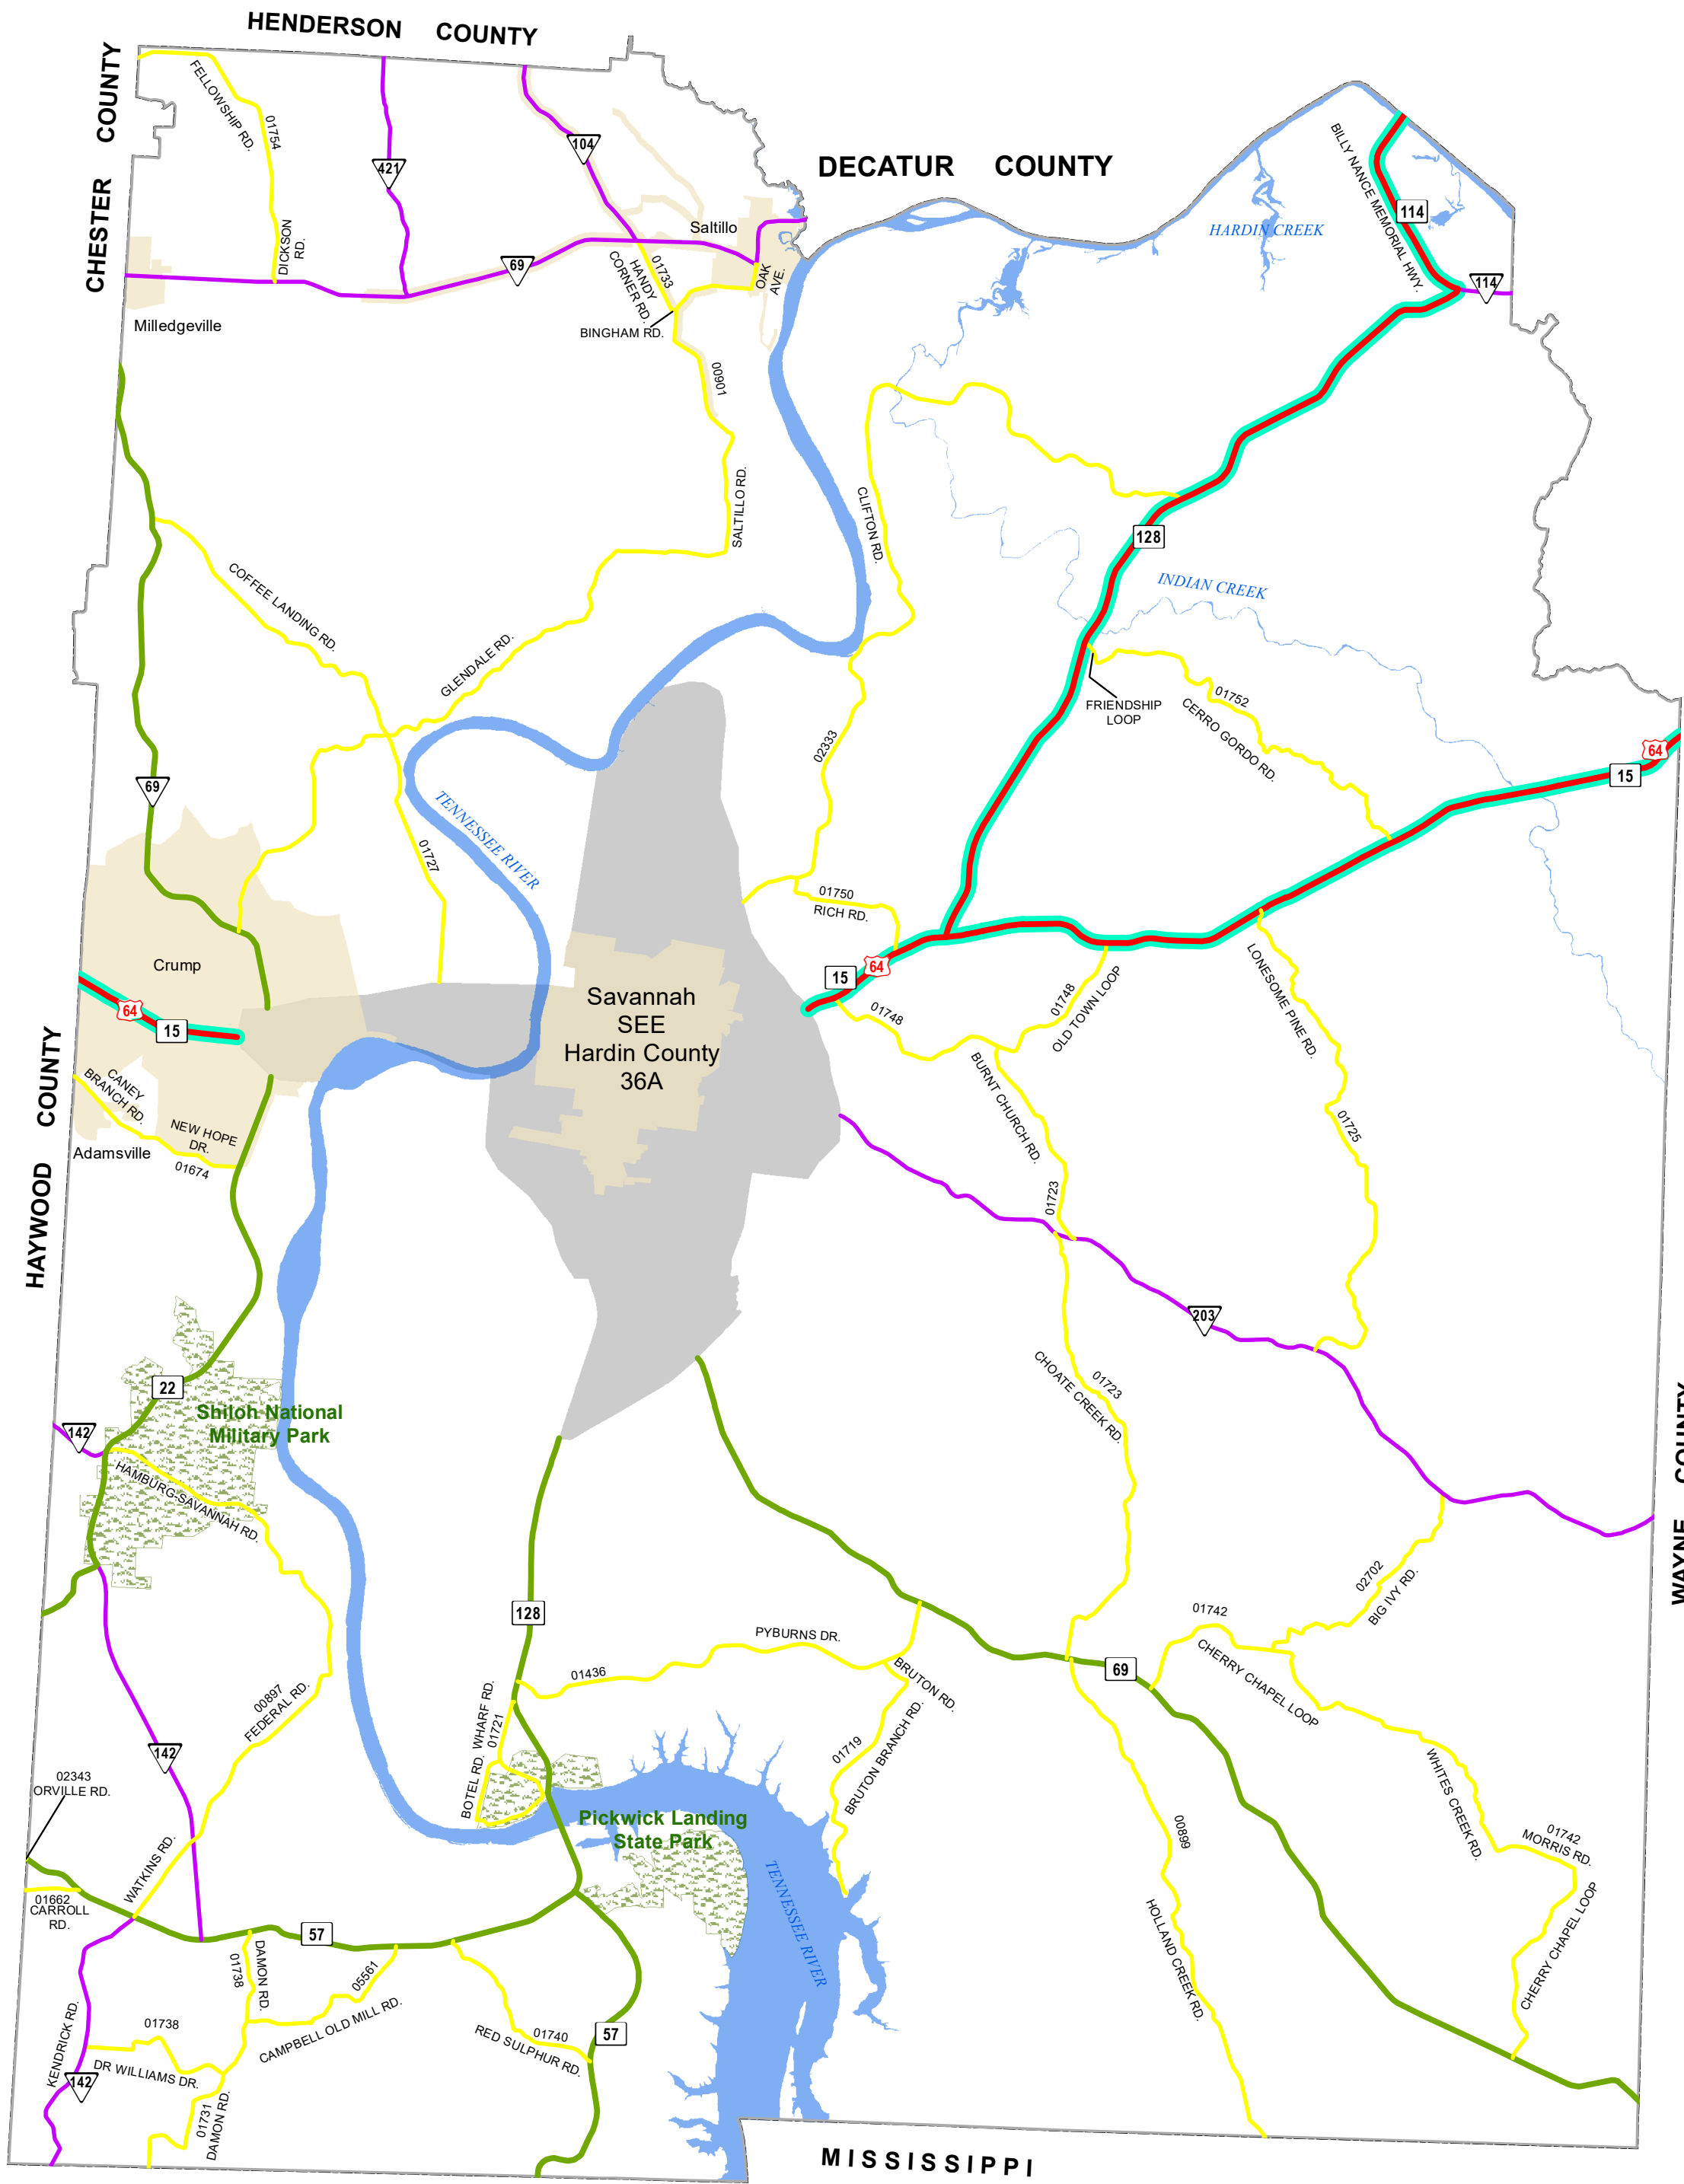 HENDERSON COUNTY
CHESTER COUNTY
DECATUR COUNTY
FELLOWSHIP RD.
01754
DICKSON
RD.
421
104
69
Saltillo
OAK
AVE.
01733
HANDY
CORNER RD.
BINGHAM RD.
Milledgeville
HARDIN CREEK
BILLY NANCE MEMORIAL HWY.
114
114
00901
SALTILLO RD.
CLIFTON RD.
128
INDIAN CREEK
COFFEE LANDING RD.
GLENDALE RD.
FRIENDSHIP
LOOP
01752
CERRO GORDO RD.
02333
64
15
69
TENNESSEE RIVER
01727
01750
RICH RD.
Crump
64
15
15
64
Savannah
SEE
Hardin County
36A
01748
01748
OLD TOWN LOOP
LONESOME PINE RD.
01725
BURNT CHURCH RD.
01723
HAYWOOD COUNTY
CANEY
BRANCH RD.
NEW HOPE
DR.
01674
Adamsville
203
22
Shiloh National
Military Park
142
HAMBURG-SAVANNAH RD.
CHOATE CREEK RD.
01723
WAYNE COUNTY
02702
BIG IVY RD.
128
PYBURNS DR.
01436
BRUTON RD.
69
01742
CHERRY CHAPEL LOOP
00897
FEDERAL RD.
BOTEL RD.
WHARF RD.
01721
01719
BRUTON BRANCH RD.
142
02343
ORVILLE RD.
Pickwick Landing
State Park
TENNESSEE RIVER
00899
HOLLAND CREEK RD.
WHITES CREEK RD.
01742
MORRIS RD.
CHERRY CHAPEL LOOP
WATKINS RD.
01662
CARROLL
RD.
57
01738
DAMON RD.
05561
CAMPBELL OLD MILL RD.
01740
RED SULPHUR RD.
57
KENDRICK RD.
01738
DR WILLIAMS DR.
142
01731
DAMON RD.
MISSISSIPPI